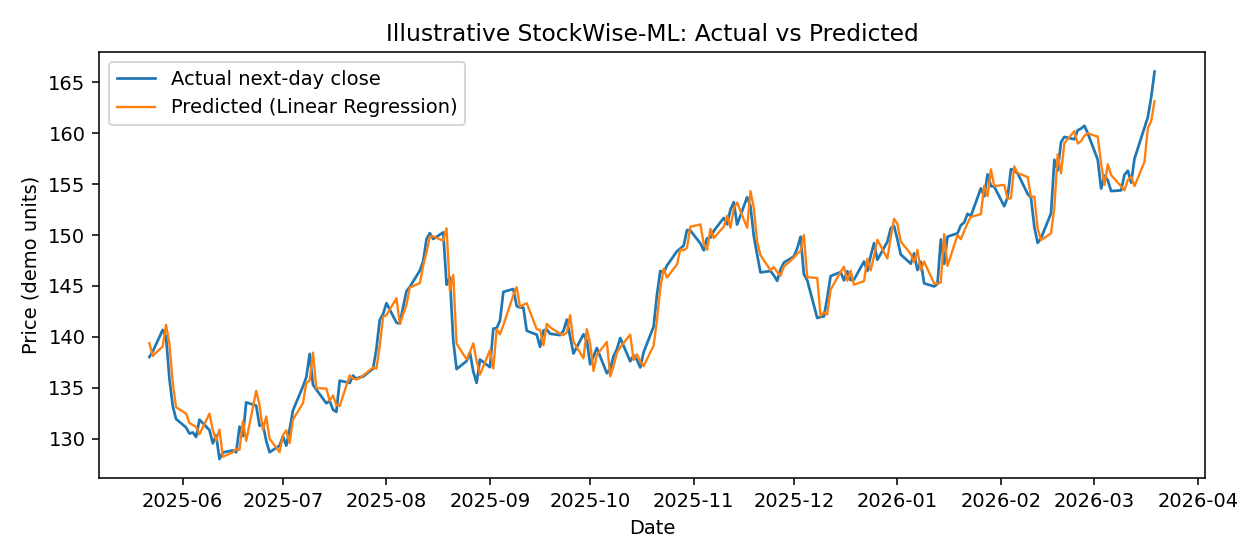 Illustrative StockWise-ML: Actual vs Predicted
Actual next-day close
Predicted (Linear Regression)
165
160
155
150
145
140
135
130
Price (demo units)
2025-06 2025-07 2025-08 2025-09 2025-10 2025-11 2025-12 2026-01 2026-02 2026-03 2026-04
Date